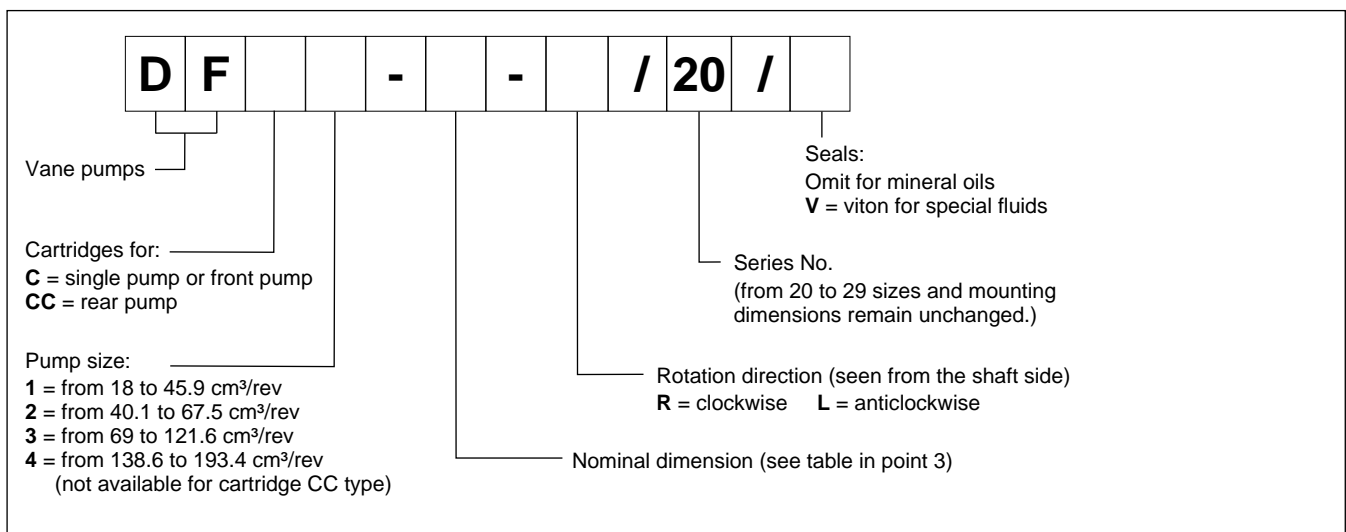 D F - - / 20 /
Vane pumps
Cartridges for:
C = single pump or front pump
CC = rear pump
Pump size:
1 = from 18 to 45.9 cm³/rev
2 = from 40.1 to 67.5 cm³/rev
3 = from 69 to 121.6 cm³/rev
4 = from 138.6 to 193.4 cm³/rev
(not available for cartridge CC type)
Seals:
Omit for mineral oils
V = viton for special fluids
Series No.
(from 20 to 29 sizes and mounting
dimensions remain unchanged.)
Rotation direction (seen from the shaft side)
R = clockwise L = anticlockwise
Nominal dimension (see table in point 3)